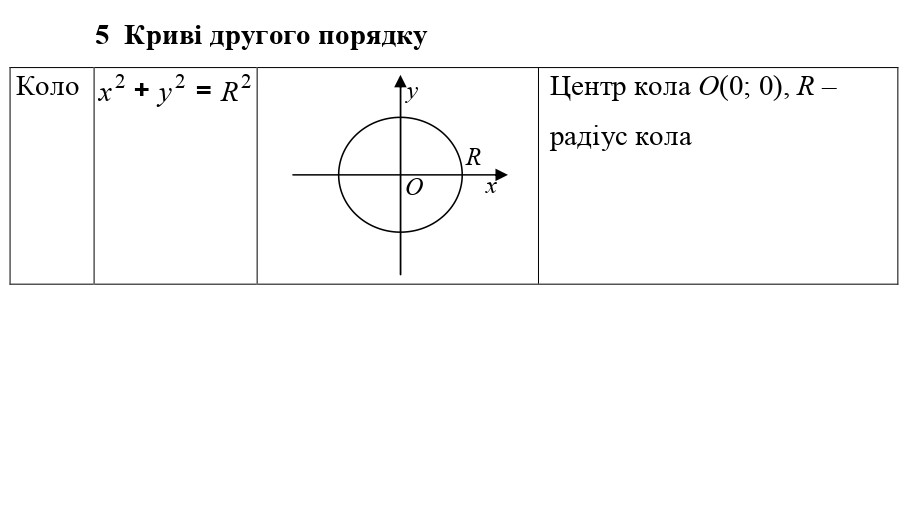 5 Криві другого порядку
Коло
x² + y² = R²
y
R
O
x
Центр кола O(0; 0), R –
радіус кола